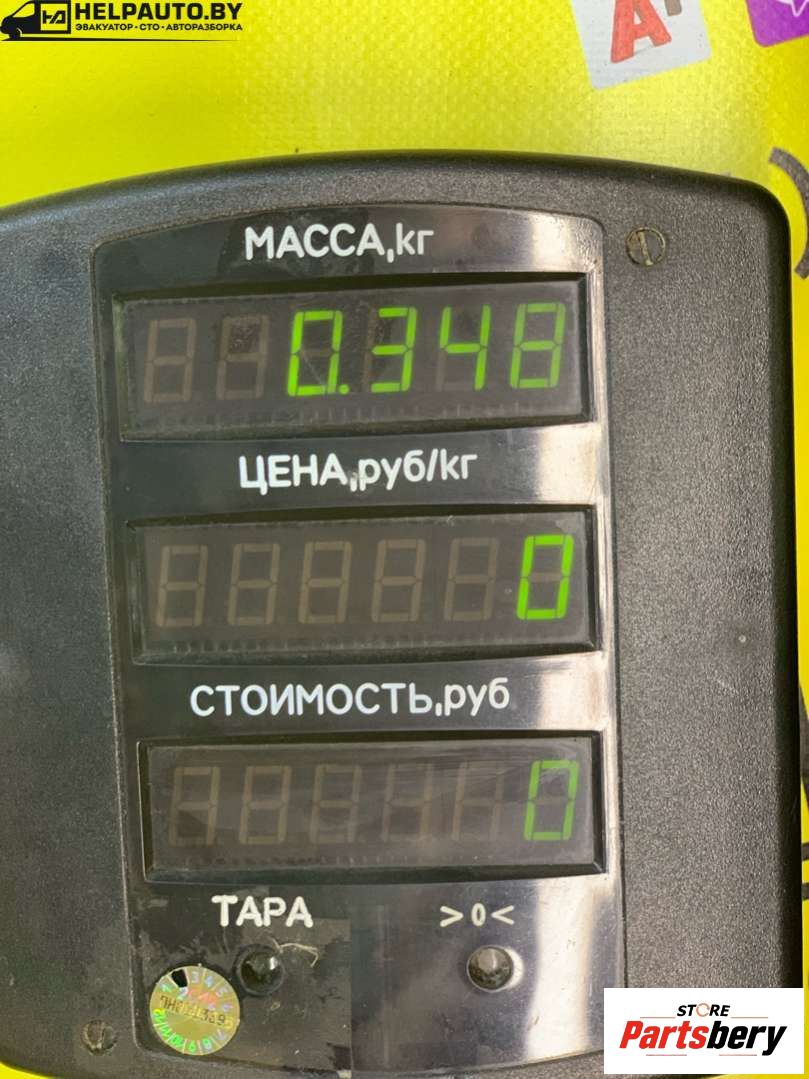 HELPAUTO.BY
ЭВАКУАТОР · СТО · АВТОРАЗБОРКА
МАССА,кг
0.348
ЦЕНА,руб/кг
0
СТОИМОСТЬ,руб
0
ТАРА
>0<
STORE
Partsbery